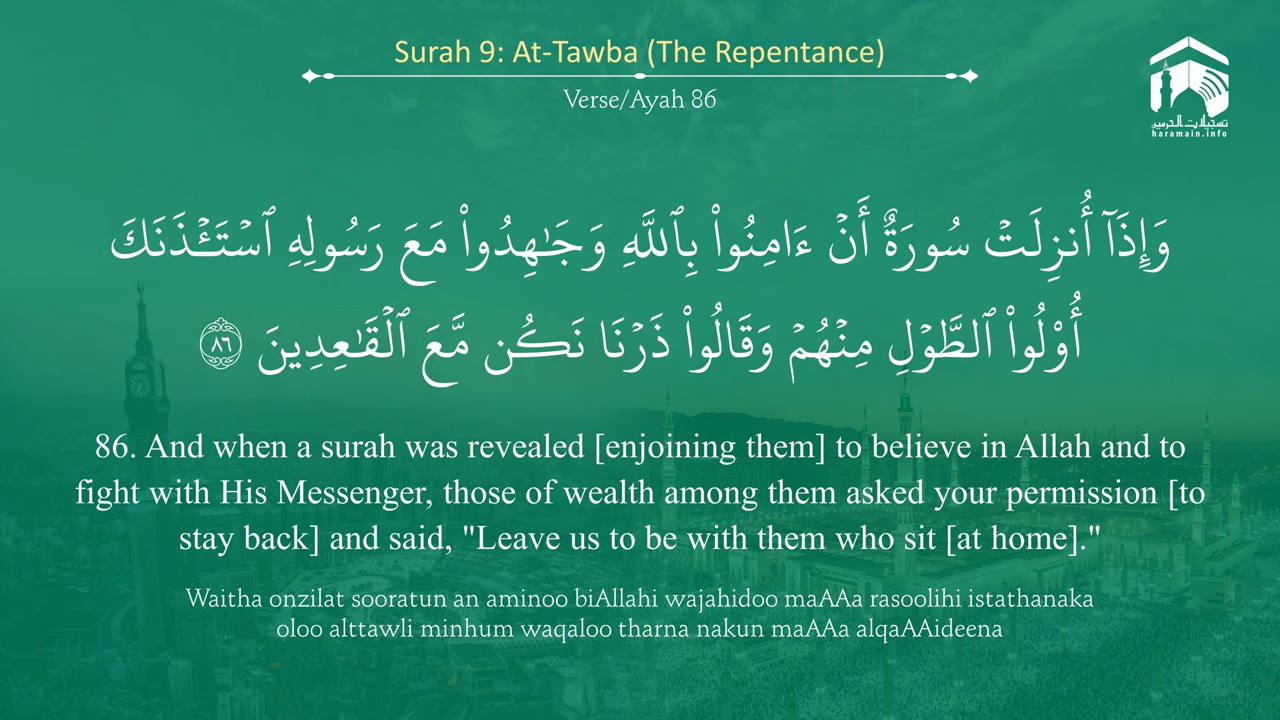 Surah 9: At-Tawba (The Repentance)
Verse/Ayah 86
تسجيلات الحرمين
haramain.info
وَإِذَآ أُنزِلَتۡ سُورَةٌ أَنۡ ءَامِنُواْ بِٱللَّهِ وَجَٰهِدُواْ مَعَ رَسُولِهِ ٱسۡتَـٔۡذَنَكَ
أُوْلُواْ ٱلطَّوۡلِ مِنۡهُمۡ وَقَالُواْ ذَرۡنَا نَكُن مَّعَ ٱلۡقَٰعِدِينَ ٨٦
86. And when a surah was revealed [enjoining them] to believe in Allah and to
fight with His Messenger, those of wealth among them asked your permission [to
stay back] and said, "Leave us to be with them who sit [at home]."
Waitha onzilat sooratun an aminoo biAllahi wajahidoo maAAa rasoolihi istathanaka
oloo alttawli minhum waqaloo tharna nakun maAAa alqaAAideena